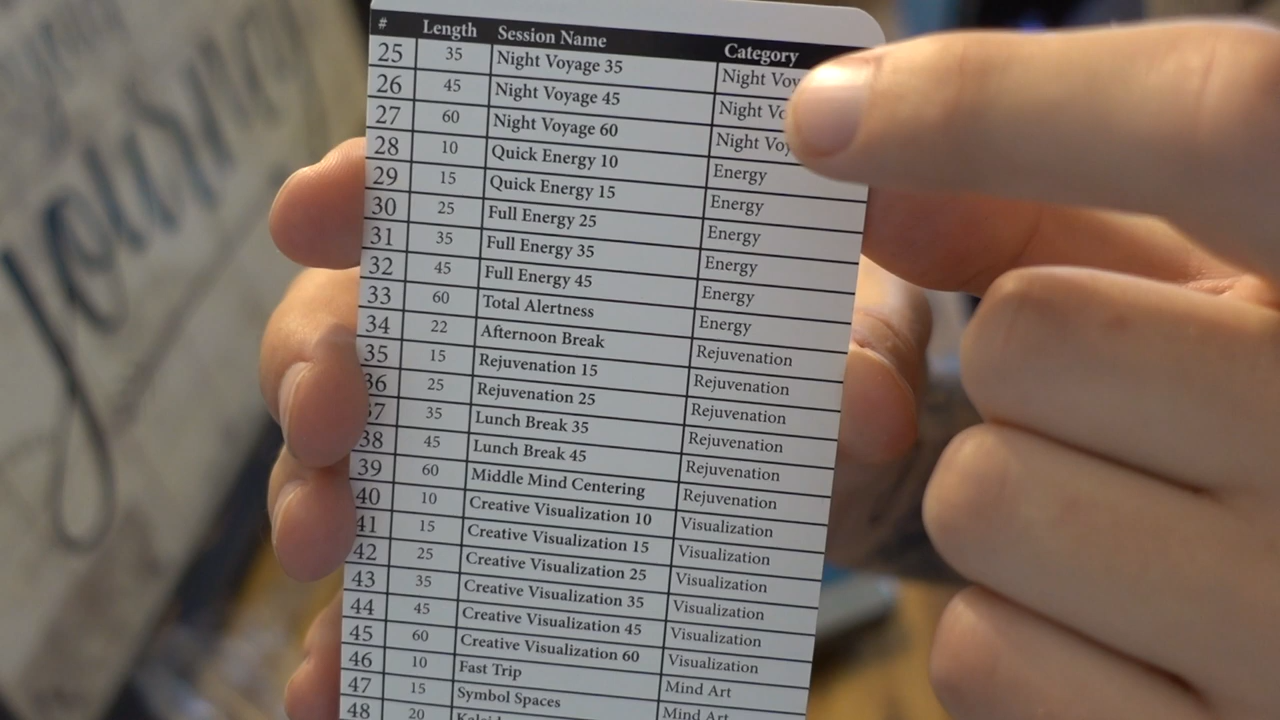 # Length Session Name Category
25 35 Night Voyage 35 Night Voy
26 45 Night Voyage 45 Night Vo
27 60 Night Voyage 60 Night Voy
28 10 Quick Energy 10 Energy
29 15 Quick Energy 15 Energy
30 25 Full Energy 25 Energy
31 35 Full Energy 35 Energy
32 45 Full Energy 45 Energy
33 60 Total Alertness Energy
34 22 Afternoon Break Rejuvenation
35 15 Rejuvenation 15 Rejuvenation
36 25 Rejuvenation 25 Rejuvenation
37 35 Lunch Break 35 Rejuvenation
38 45 Lunch Break 45 Rejuvenation
39 60 Middle Mind Centering Rejuvenation
40 10 Creative Visualization 10 Visualization
41 15 Creative Visualization 15 Visualization
42 25 Creative Visualization 25 Visualization
43 35 Creative Visualization 35 Visualization
44 45 Creative Visualization 45 Visualization
45 60 Creative Visualization 60 Visualization
46 10 Fast Trip Mind Art
47 15 Symbol Spaces Mind Art
48 20